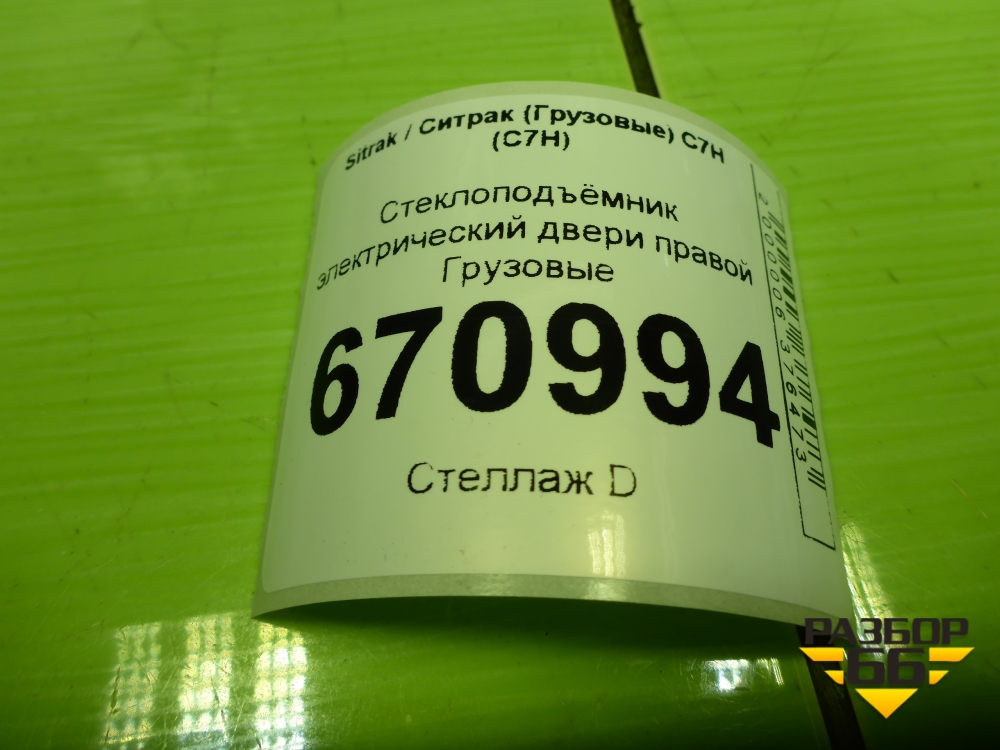 Sitrak / Ситрак (Грузовые) C7H
(C7H)
Стеклоподъёмник
электрический двери правой
Грузовые
670994
Стеллаж D
2000006376473
РАЗБОР
66